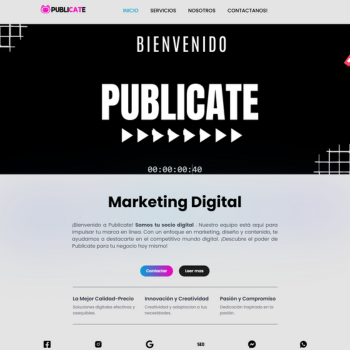 PUBLICATE
INICIO SERVICIOS NOSOTROS CONTACTANOS!
BIENVENIDO
PUBLICATE
00:00:00:40
Marketing Digital
¡Bienvenido a Publicate! Somos tu socio digital . Nuestro equipo está aquí para
impulsar tu marca en línea. Con un enfoque en marketing, diseño y contenido, te
ayudamos a destacarte en el competitivo mundo digital. ¡Descubre el poder de
Publicate para tu negocio hoy mismo!
Contactar Leer mas
La Mejor Calidad-Precio Innovación y Creatividad Pasión y Compromiso
Soluciones digitales efectivas y Creatividad y adaptación a tus Dedicación inspirada en la
asequibles. necesidades pasión.
SEO